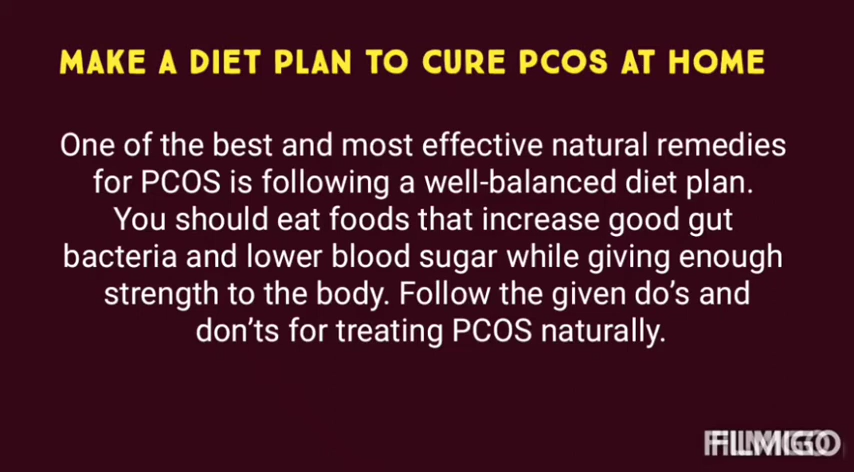 MAKE A DIET PLAN TO CURE PCOS AT HOME
One of the best and most effective natural remedies
for PCOS is following a well-balanced diet plan.
You should eat foods that increase good gut
bacteria and lower blood sugar while giving enough
strength to the body. Follow the given do's and
don'ts for treating PCOS naturally.
FILMIGO